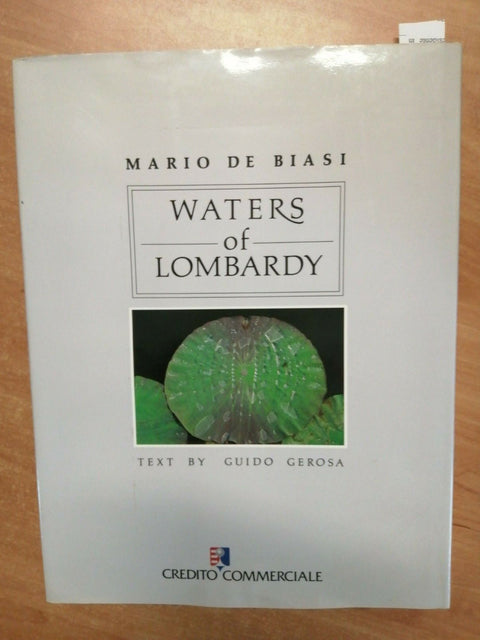 MARIO DE BIASI
WATERS
of
LOMBARDY
TEXT BY GUIDO GEROSA
CREDITO COMMERCIALE